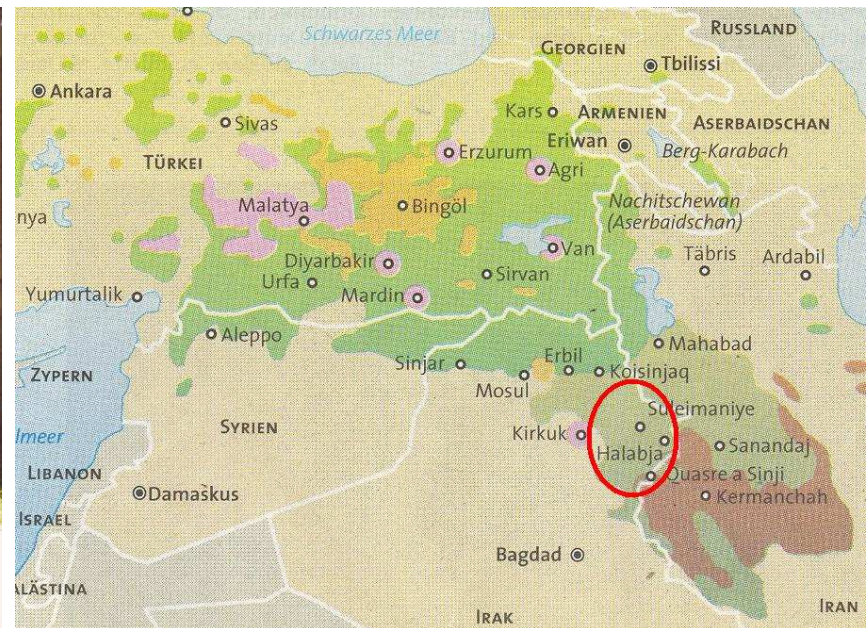 Schwarzes Meer
RUSSLAND
GEORGIEN
Tbilissi
Ankara
Sivas
Kars
ARMENIEN
ASERBAIDSCHAN
Eriwan
Berg-Karabach
TÜRKEI
Erzurum
Agri
Malatya
Bingöl
Nachitschewan
(Aserbaidschan)
nya
Van
Täbris
Ardabil
Diyarbakir
Sirvan
Urfa
Yumurtalik
Mardin
Aleppo
Mahabad
Sinjar
Erbil
Koisinjaq
ZYPERN
Mosul
SYRIEN
Suleimaniye
Kirkuk
lmeer
Halabja
Sanandaj
LIBANON
Quasre a Sinji
Damaskus
Kermanchah
ISRAEL
Bagdad
ALÄSTINA
IRAK
IRAN